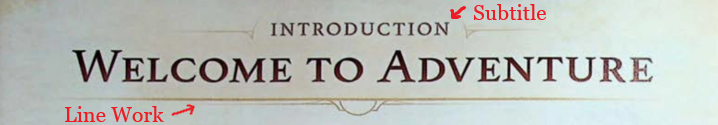 Subtitle
INTRODUCTION
WELCOME TO ADVENTURE
Line Work